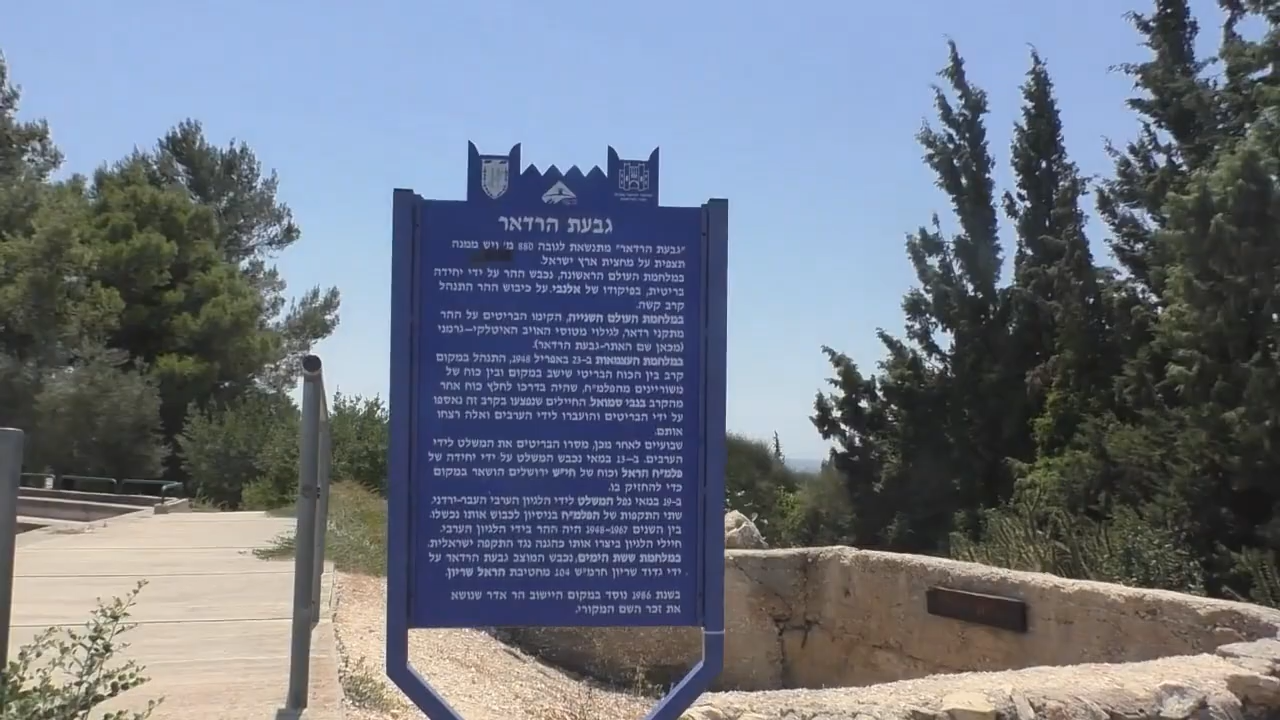 גבעת הרדאר
"גבעת הרדאר" מתנשאת לגובה 880 מ' ויש ממנה
תצפית על מחצית ארץ ישראל.
במלחמת העולם הראשונה, נכבש ההר על ידי יחידה
בריטית, בפיקודו של אלנבי. על כיבוש ההר התנהל
קרב קשה.
במלחמת העולם השנייה, הקימו הבריטים על ההר
מתקני רדאר, לגילוי מטוסי האויב האיטלקי-גרמני
(מכאן שם האתר-גבעת הרדאר).
במלחמת העצמאות ב-23 באפריל 1948, התנהל במקום
קרב בין הכוח הבריטי שישב במקום ובין כוח של
משוריינים מהפלמ"ח, שהיה בדרכו לחלץ כוח אחר
מהקרב בנבי סמואל. החיילים שנפצעו בקרב זה נאספו
על ידי הבריטים והועברו לידי הערבים ואלה רצחו
אותם.
שבועיים לאחר מכן, מסרו הבריטים את המשלט לידי
הערבים. ב-13 במאי נכבש המשלט על ידי יחידה של
פלמ"ח הראל וכוח של חי"ש ירושלים הושאר במקום
כדי להחזיק בו.
ב-19 במאי נפל המשלט לידי הלגיון הערבי העבר-ירדני.
שתי התקפות של הפלמ"ח בניסיון לכבוש אותו נכשלו.
בין השנים 1948-1967 היה ההר בידי הלגיון הערבי.
חיילי הלגיון ביצרו אותו כהגנה נגד התקפה ישראלית.
במלחמת ששת הימים, נכבש המוצב גבעת הרדאר על
ידי גדוד שריון חרמ"ש 104 מחטיבת הראל שריון.
בשנת 1986 נוסד במקום היישוב הר אדר שנושא
את זכר השם המקורי.